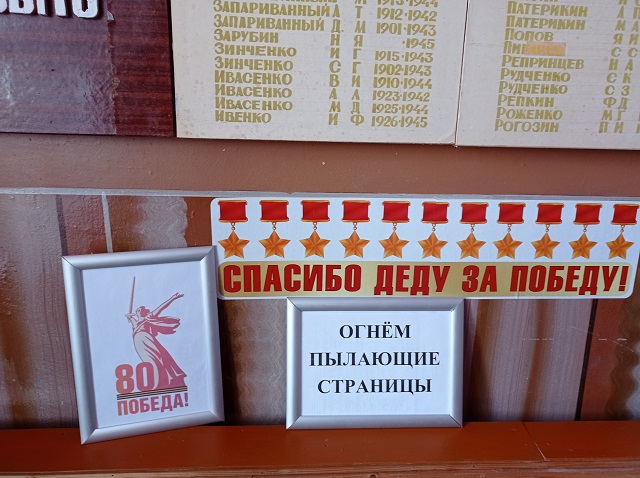 БЫТО
ЗАПАРИВАННЫЙ А Т 1912-1942
ЗАПАРИВАННЫЙ Д М 1901-1943
ЗАРУБИН И Я -1945
ЗИНЧЕНКО И Г 1915-1943
ЗИНЧЕНКО С Г 1902-1943
ИВАСЕНКО В И 1910-1944
ИВАСЕНКО А Л 1923-1942
ИВАСЕНКО М Д 1925-1944
ИВЕНКО И Ф 1926-1945
ПАТЕРИКИН А
ПАТЕРИКИН М
ПОПОВ
РЕПРИНЦЕВ
РУДЧЕНКО
РУДЧЕНКО С З
РЕПКИН Ф Д
РОЖЕНКО М Г
РОГОЗИН П И
СПАСИБО ДЕДУ ЗА ПОБЕДУ!
80
ПОБЕДА!
ОГНЁМ
ПЫЛАЮЩИЕ
СТРАНИЦЫ